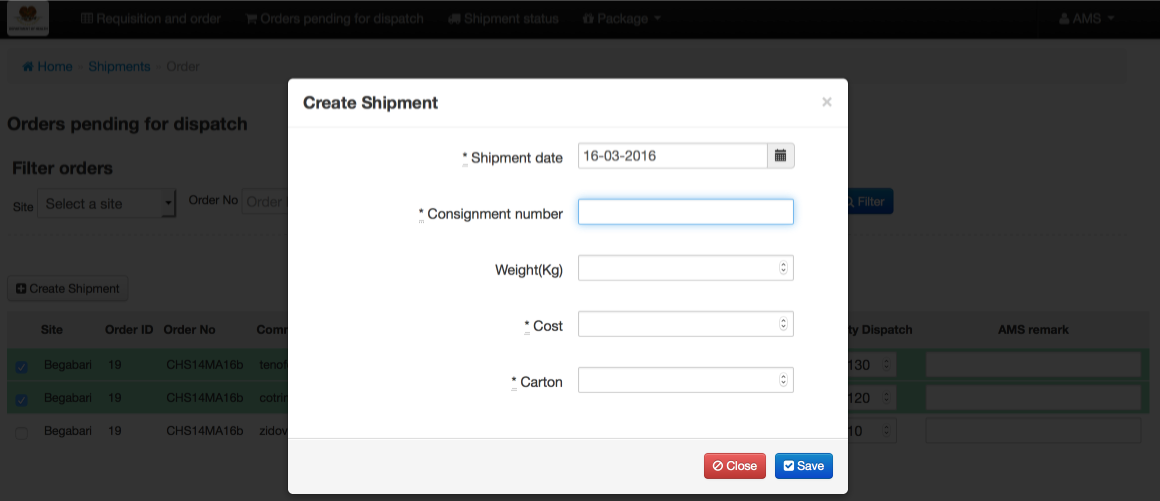 Requisition and order Orders pending for dispatch Shipment status Package AMS
Home Shipments Order
Create Shipment ×
Orders pending for dispatch
* Shipment date 16-03-2016
Filter orders
Site Select a site Order No Order Filter
* Consignment number
Weight(Kg)
Create Shipment
* Cost
Site Order ID Order No Dispatch AMS remark
Begabari 19 CHS14MA16b 130
* Carton
Begabari 19 CHS14MA16b 120
Begabari 19 CHS14MA16b 10
Close Save